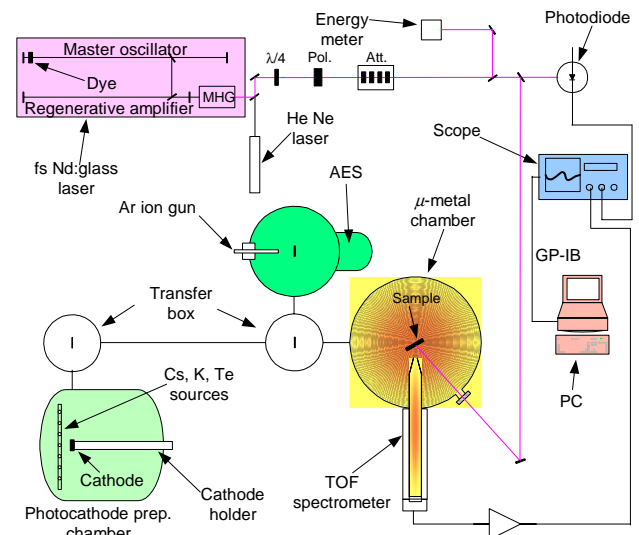 Energy
meter
Photodiode
Master oscillator
λ/4
Pol.
Att.
Dye
MHG
Regenerative amplifier
He Ne
laser
Scope
fs Nd:glass
laser
AES
Ar ion gun
μ-metal
chamber
GP-IB
Transfer
box
Sample
Cs, K, Te
sources
PC
TOF
spectrometer
Cathode
Cathode
holder
Photocathode prep.
chamber